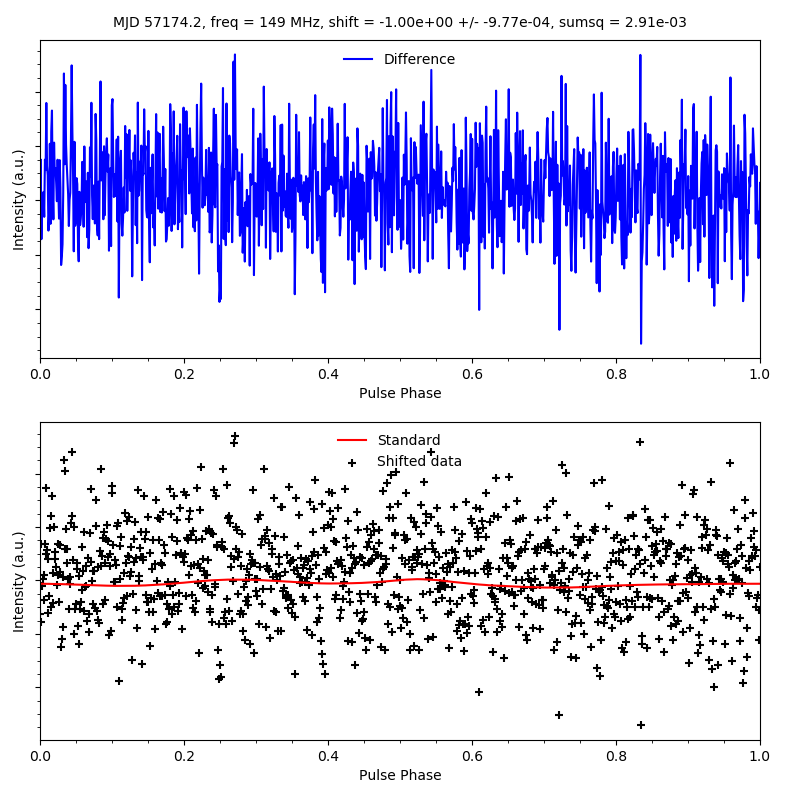 MJD 57174.2, freq = 149 MHz, shift = -1.00e+00 +/- -9.77e-04, sumsq = 2.91e-03
Difference
Intensity (a.u.)
0.0 0.2 0.4 0.6 0.8 1.0
Pulse Phase
Standard
Shifted data
Intensity (a.u.)
0.0 0.2 0.4 0.6 0.8 1.0
Pulse Phase